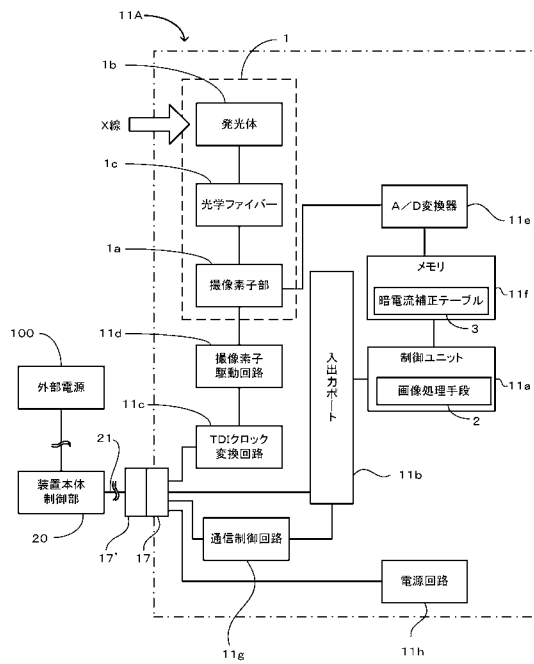 11A
1
1b
X線
発光体
1c
光学ファイバー
A/D変換器
11e
1a
撮像素子部
メモリ
11f
暗電流補正テーブル
3
11d
100
撮像素子
駆動回路
入出力ポート
制御ユニット
11a
外部電源
画像処理手段
2
11c
TDIクロック
変換回路
21
11b
装置本体
制御部
20
17'
17
通信制御回路
電源回路
11g
11h